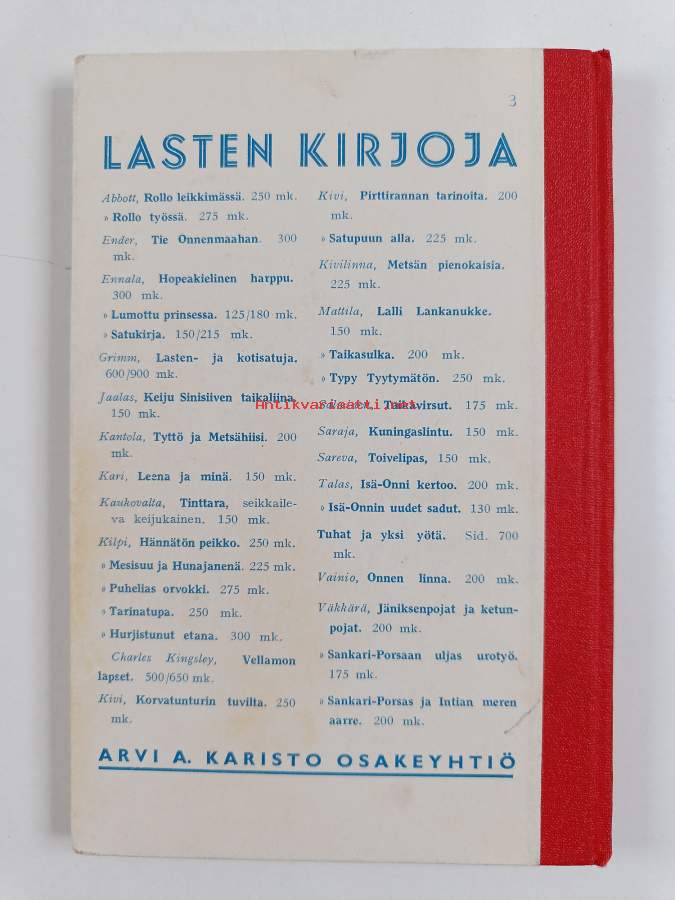 3
LASTEN KIRJOJA
Abbott, Rollo leikkimässä. 250 mk.
» Rollo työssä. 275 mk.
Ender, Tie Onnenmaahan. 300
mk.
Ennala, Hopeakielinen harppu.
300 mk.
» Lumottu prinsessa. 125/180 mk.
» Satukirja. 150/215 mk.
Grimm, Lasten- ja kotisatuja.
600/900 mk.
Jaalas, Keiju Sinisiiven taikaliina.
150 mk.
Kantola, Tyttö ja Metsähiisi. 200
mk.
Kari, Leena ja minä. 150 mk.
Kaukovalta, Tinttara, seikkaile-
va keijukainen. 150 mk.
Kilpi, Hännätön peikko. 250 mk.
» Mesisuu ja Hunajanenä. 225 mk.
» Puhelias orvokki. 275 mk.
» Tarinatupa. 250 mk.
» Hurjistunut etana. 300 mk.
Charles Kingsley, Vellamon
lapset. 500/650 mk.
Kivi, Korvatunturin tuvilta. 250
mk.
Kivi, Pirttirannan tarinoita. 200
mk.
» Satupuun alla. 225 mk.
Kivilinna, Metsän pienokaisia.
225 mk.
Mattila, Lalli Lankanukke.
150 mk.
» Taikasulka. 200 mk.
» Typy Tyytymätön. 250 mk.
Taikavirsut. 175 mk.
Antikvariaatti.net
Saraja, Kuningaslintu. 150 mk.
Sareva, Toivelipas, 150 mk.
Talas, Isä-Onni kertoo. 200 mk.
» Isä-Onnin uudet sadut. 130 mk.
Tuhat ja yksi yötä. Sid. 700
mk.
Vainio, Onnen linna. 200 mk.
Väkkärä, Jäniksenpojat ja ketun-
pojat. 200 mk.
» Sankari-Porsaan uljas urotyö.
175 mk.
» Sankari-Porsas ja Intian meren
aarre. 200 mk.
ARVI A. KARISTO OSAKEYHTIÖ